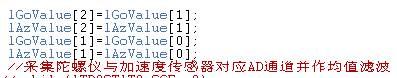 lGoValue[2]=lGoValue[1];
lAzValue[2]=lAzValue[1];
lGoValue[1]=lGoValue[0];
lAzValue[1]=lAzValue[0];
//采集陀螺仪与加速度传感器对应AD通道并作均值滤波